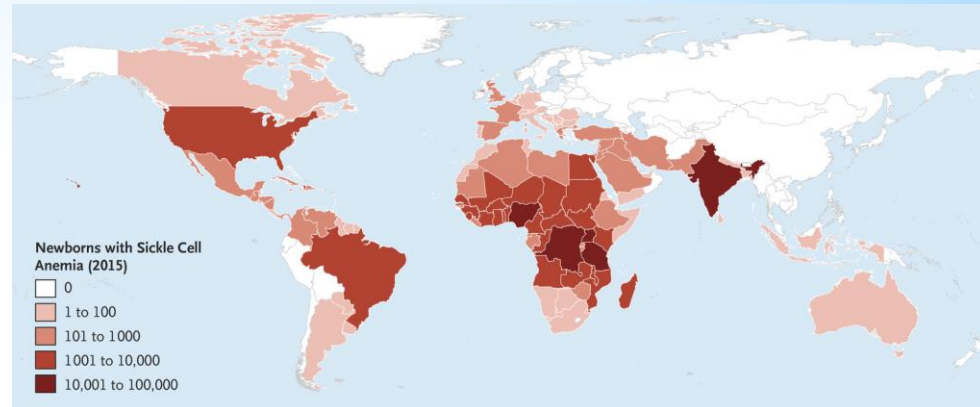 Newborns with Sickle Cell
Anemia (2015)
0
1 to 100
101 to 1000
1001 to 10,000
10,001 to 100,000